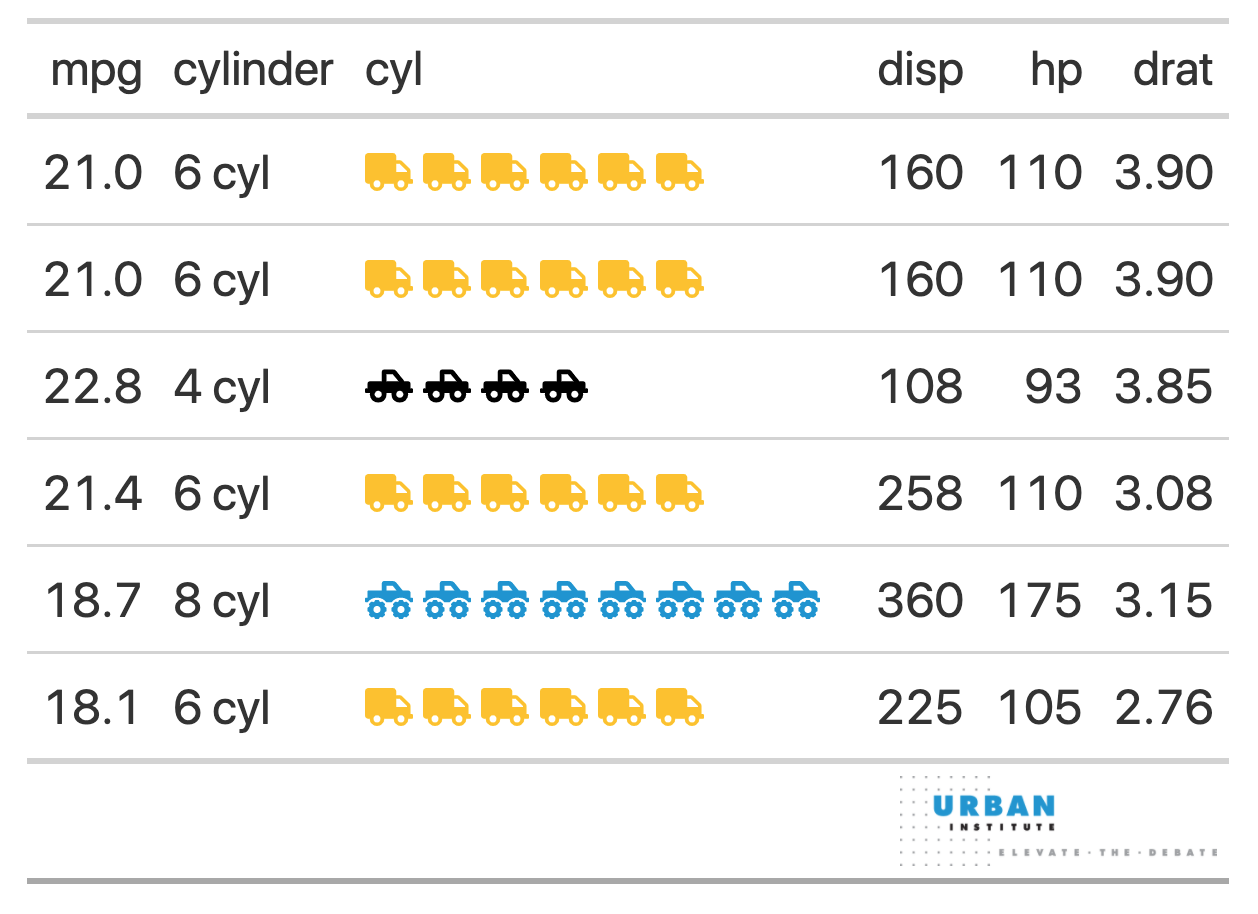 mpg cylinder cyl disp hp drat
21.0 6 cyl 160 110 3.90
21.0 6 cyl 160 110 3.90
22.8 4 cyl 108 93 3.85
21.4 6 cyl 258 110 3.08
18.7 8 cyl 360 175 3.15
18.1 6 cyl 225 105 2.76
URBAN
INSTITUTE
ELEVATE · THE · DEBATE